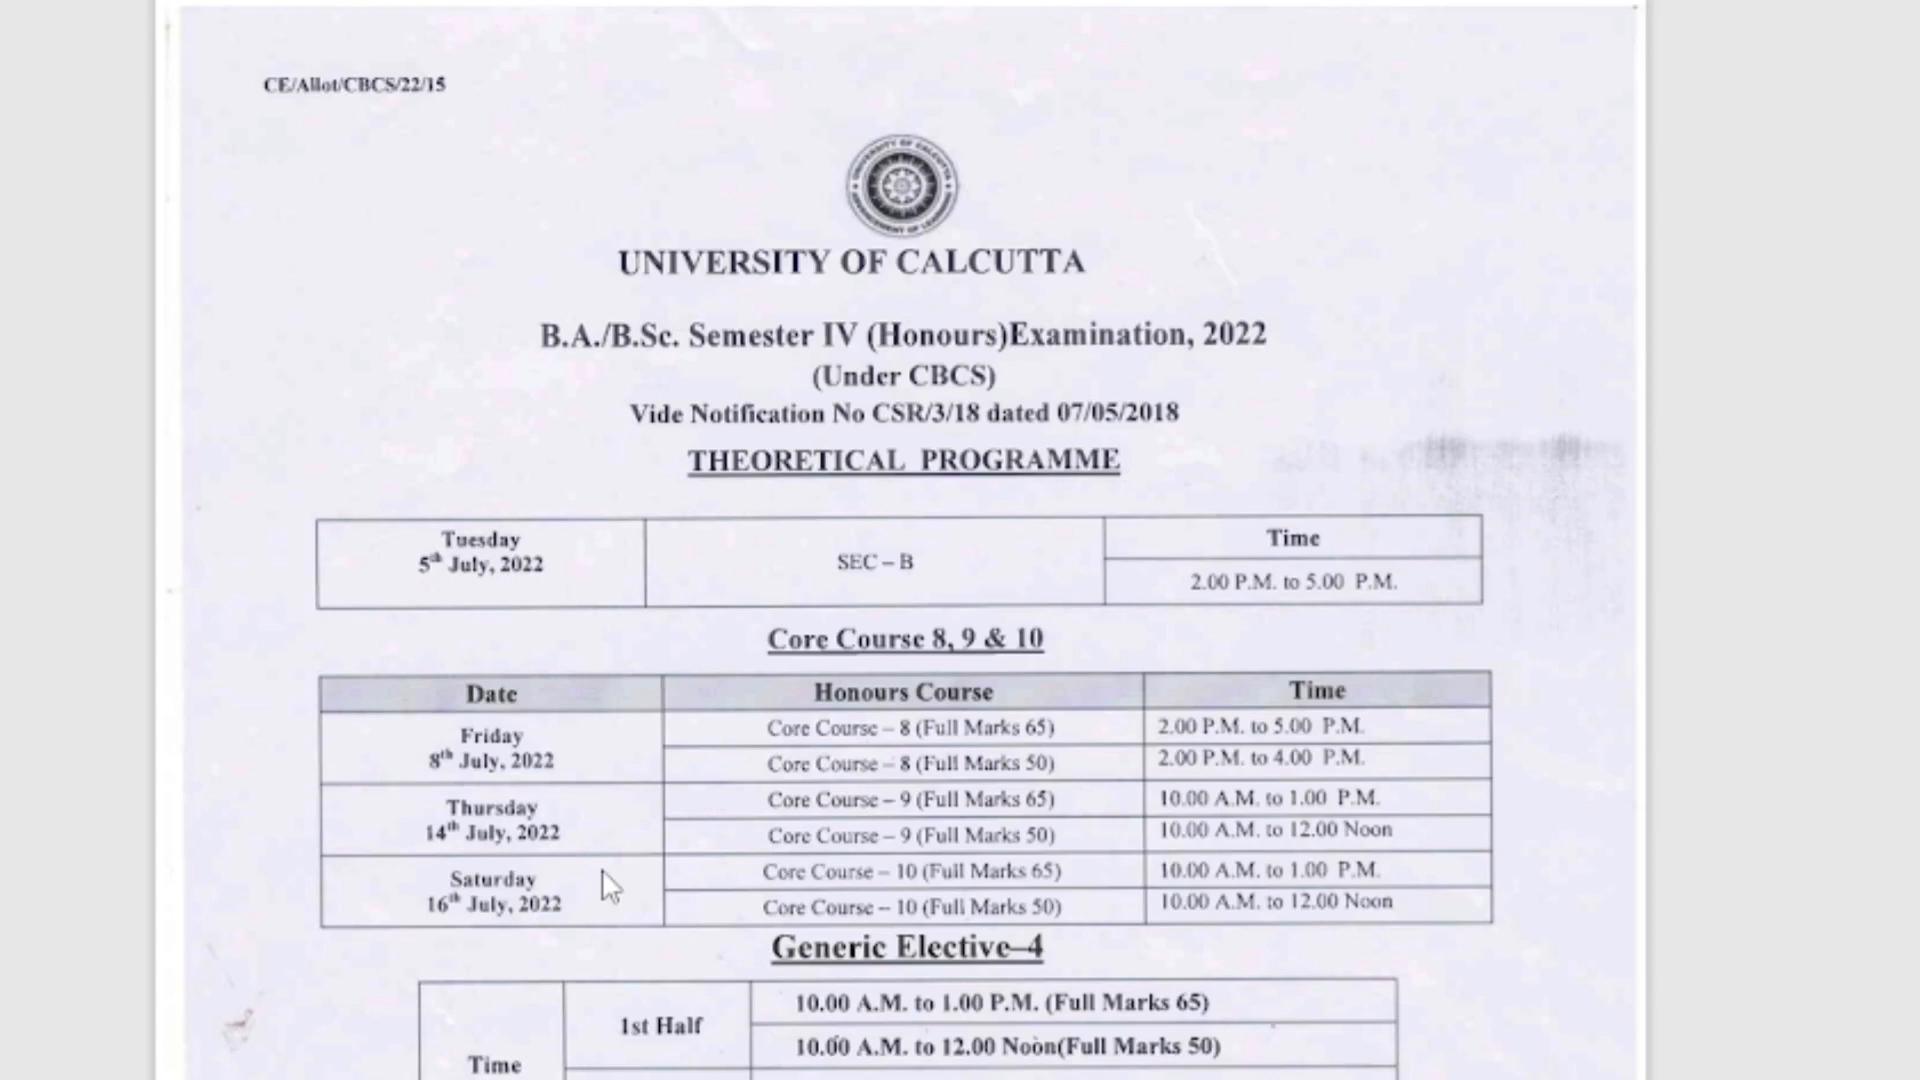 CE/Allot/CBCS/22/15
UNIVERSITY OF CALCUTTA
ADVANCEMENT OF LEARNING
UNIVERSITY OF CALCUTTA
B.A./B.Sc. Semester IV (Honours)Examination, 2022
(Under CBCS)
Vide Notification No CSR/3/18 dated 07/05/2018
THEORETICAL PROGRAMME
Tuesday
5th July, 2022
SEC – B
Time
2.00 P.M. to 5.00 P.M.
Core Course 8, 9 & 10
Date Honours Course Time
Friday
8th July, 2022
Core Course – 8 (Full Marks 65) 2.00 P.M. to 5.00 P.M.
Core Course – 8 (Full Marks 50) 2.00 P.M. to 4.00 P.M.
Thursday
14th July, 2022
Core Course – 9 (Full Marks 65) 10.00 A.M. to 1.00 P.M.
Core Course – 9 (Full Marks 50) 10.00 A.M. to 12.00 Noon
Saturday
16th July, 2022
Core Course – 10 (Full Marks 65) 10.00 A.M. to 1.00 P.M.
Core Course – 10 (Full Marks 50) 10.00 A.M. to 12.00 Noon
Generic Elective–4
Time
1st Half
10.00 A.M. to 1.00 P.M. (Full Marks 65)
10.00 A.M. to 12.00 Noon(Full Marks 50)